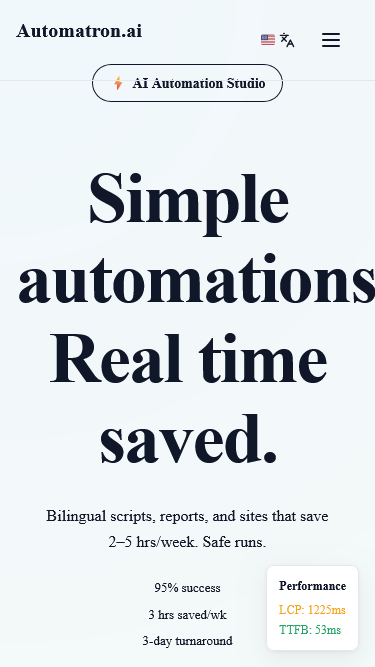 Automatron.ai
AI Automation Studio
Simple
automations
Real time
saved.
Bilingual scripts, reports, and sites that save
2–5 hrs/week. Safe runs.
95% success
3 hrs saved/wk
3-day turnaround
Performance
LCP: 1225ms
TTFB: 53ms